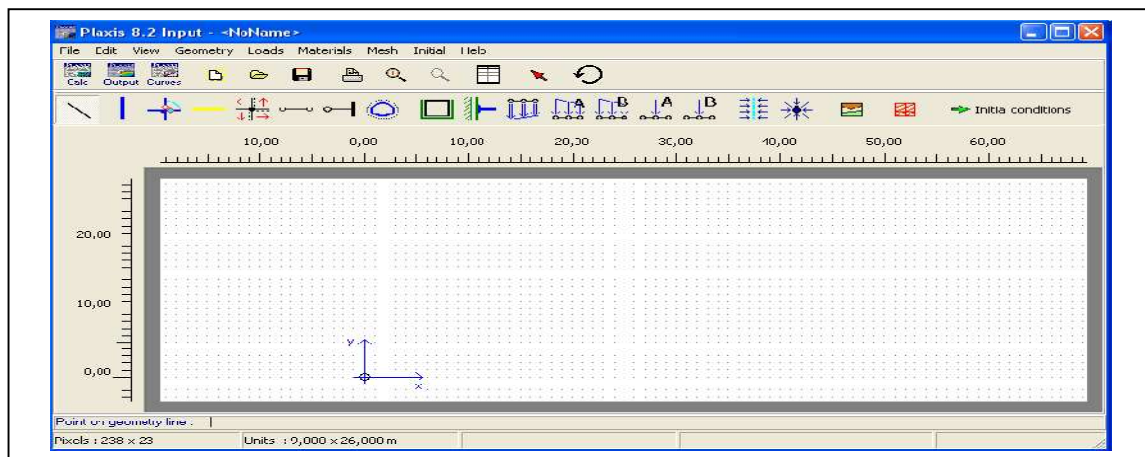 Plaxis 8.2 Input - <NoName>
File Edit View Geometry Loads Materials Mesh Initial Help
Calc Output Curves
A B A B Initia conditions
10,00 0,00 10,00 20,00 30,00 40,00 50,00 60,00
20,00
10,00
y
0,00
x
Point on geometry line :
Pixels : 238 x 23 Units : 9,000 x 26,000 m